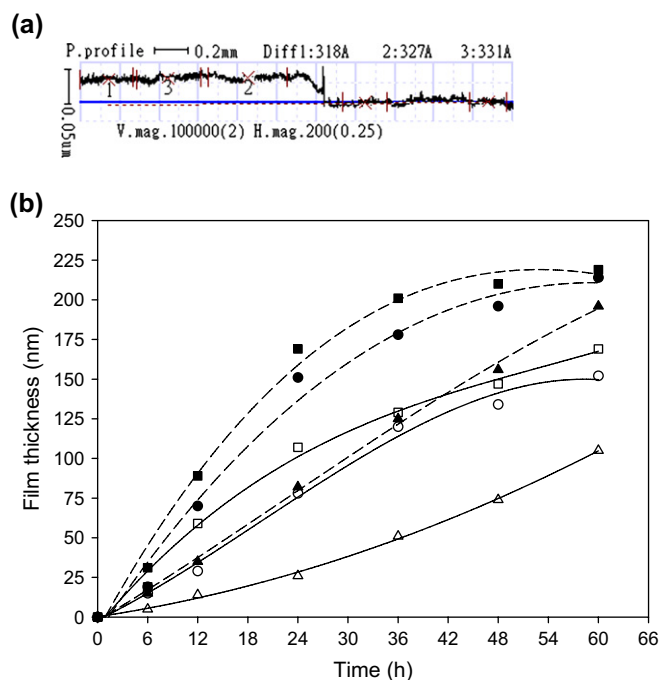 (a)
P.profile 0.2mm Diff1:318A 2:327A 3:331A
1 3 2
0.05um
V.mag.100000(2) H.mag.200(0.25)
(b)
250
225
200
175
150
125
100
75
50
25
0
Film thickness (nm)
0 6 12 18 24 30 36 42 48 54 60 66
Time (h)